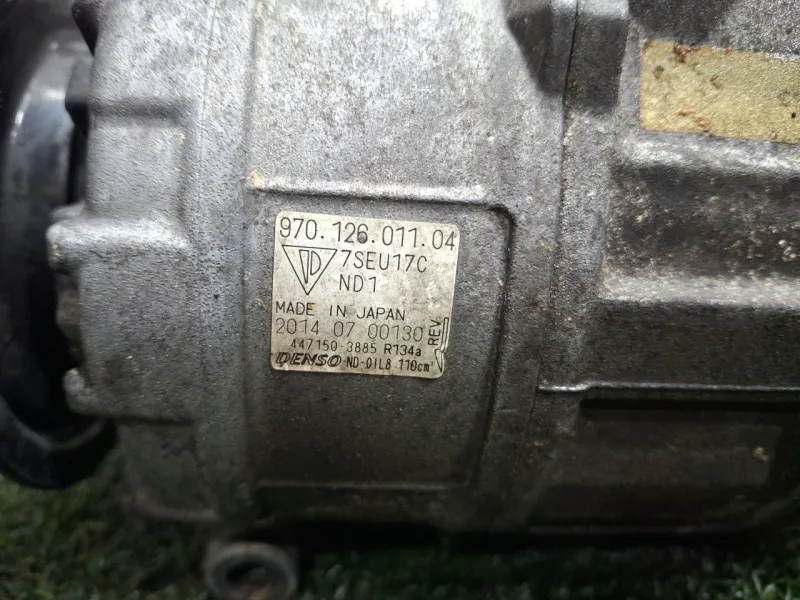 970.126.011.04
7SEU17C
ND1
MADE IN JAPAN
2014 07 00130
REV
447150-3885 R134a
DENSO ND-OIL8 110cm³